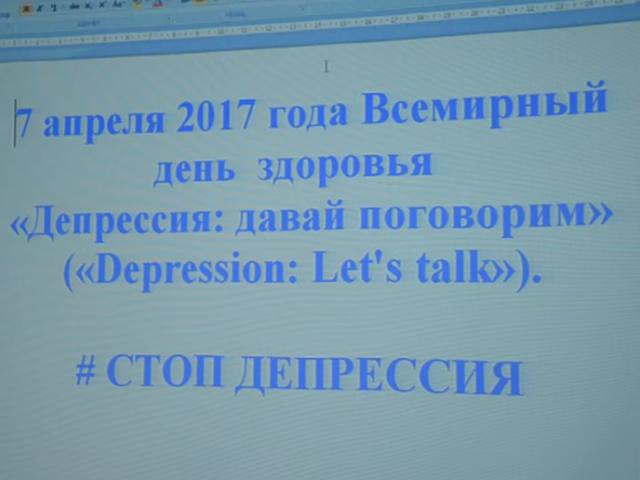 7 апреля 2017 года Всемирный
день здоровья
«Депрессия: давай поговорим»
(«Depression: Let's talk»).
# СТОП ДЕПРЕССИЯ